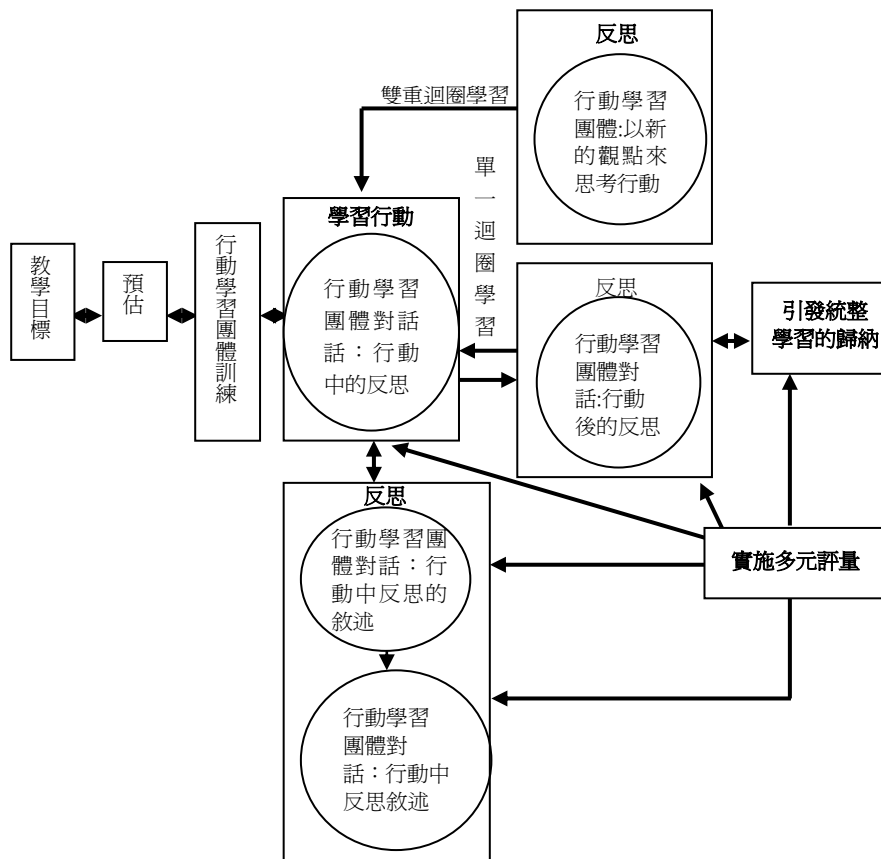 反思
行動學習
團體:以新
的觀點來
思考行動
雙重迴圈學習
單一迴圈學習
教學目標
預估
行動學習團體訓練
學習行動
行動學習
團體對話
話：行動
中的反思
反思
行動學習
團體對
話:行動
後的反思
引發統整
學習的歸納
反思
行動學習團
體對話：行
動中反思的
敘述
行動學習
團體對
話：行動中
反思敘述
實施多元評量